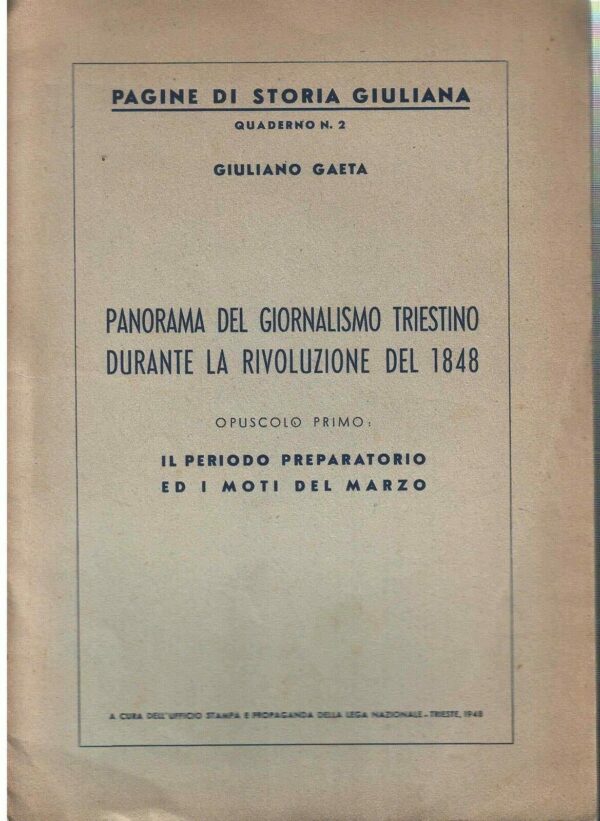 PAGINE DI STORIA GIULIANA
QUADERNO N. 2
GIULIANO GAETA
PANORAMA DEL GIORNALISMO TRIESTINO
DURANTE LA RIVOLUZIONE DEL 1848
OPUSCOLO PRIMO:
IL PERIODO PREPARATORIO
ED I MOTI DEL MARZO
A CURA DELL'UFFICIO STAMPA E PROPAGANDA DELLA LEGA NAZIONALE - TRIESTE, 1948